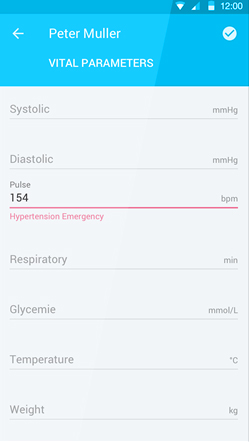 12:00
Peter Muller
VITAL PARAMETERS
Systolic mmHg
Diastolic mmHg
Pulse
154 bpm
Hypertension Emergency
Respiratory min
Glycemie mmol/L
Temperature °C
Weight kg